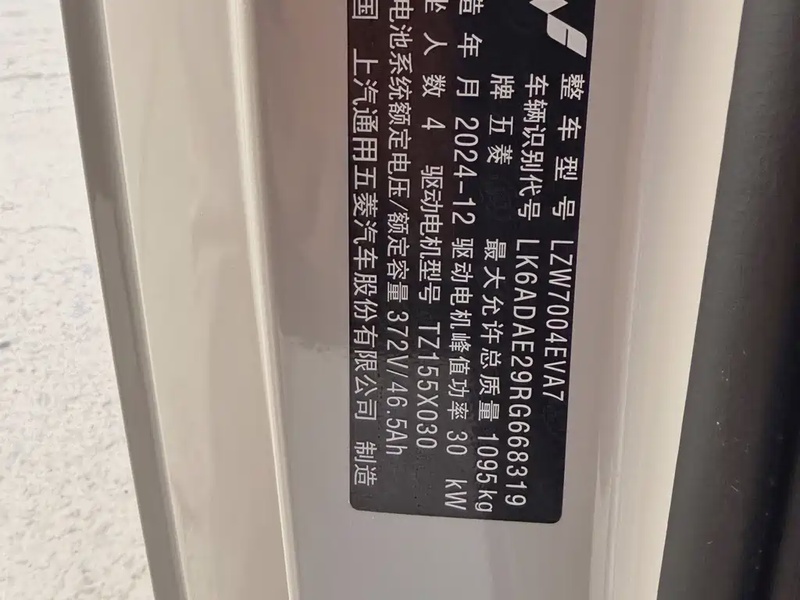 整车型号 LZW7004EVA7
车辆识别代号 LK6ADAE29RG668319
牌 五菱 最大允许总质量 1095kg
造年月 2024-12 驱动电机峰值功率 30 kW
坐人数 4 驱动电机型号 TZ155X030
电池系统额定电压/额定容量 372V/46.5Ah
国 上汽通用五菱汽车股份有限公司 制造